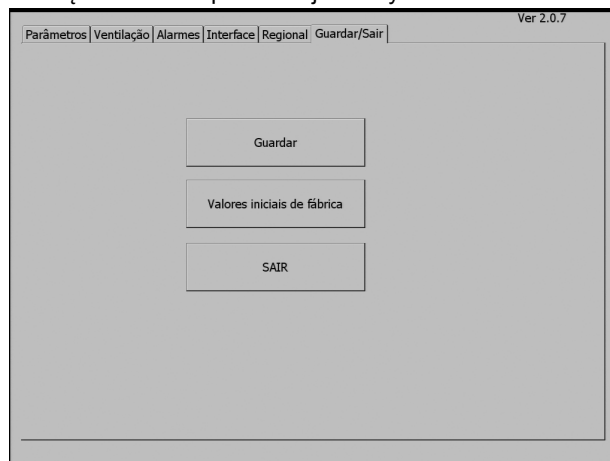 Ver 2.0.7
Parâmetros Ventilação Alarmes Interface Regional Guardar/Sair
Guardar
Valores iniciais de fábrica
SAIR